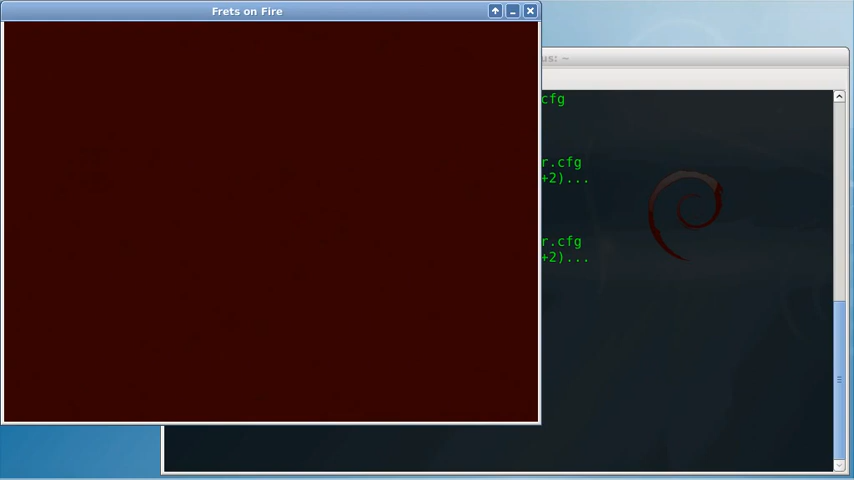 Frets on Fire
us: ~
cfg
r.cfg
+2)...
r.cfg
+2)...